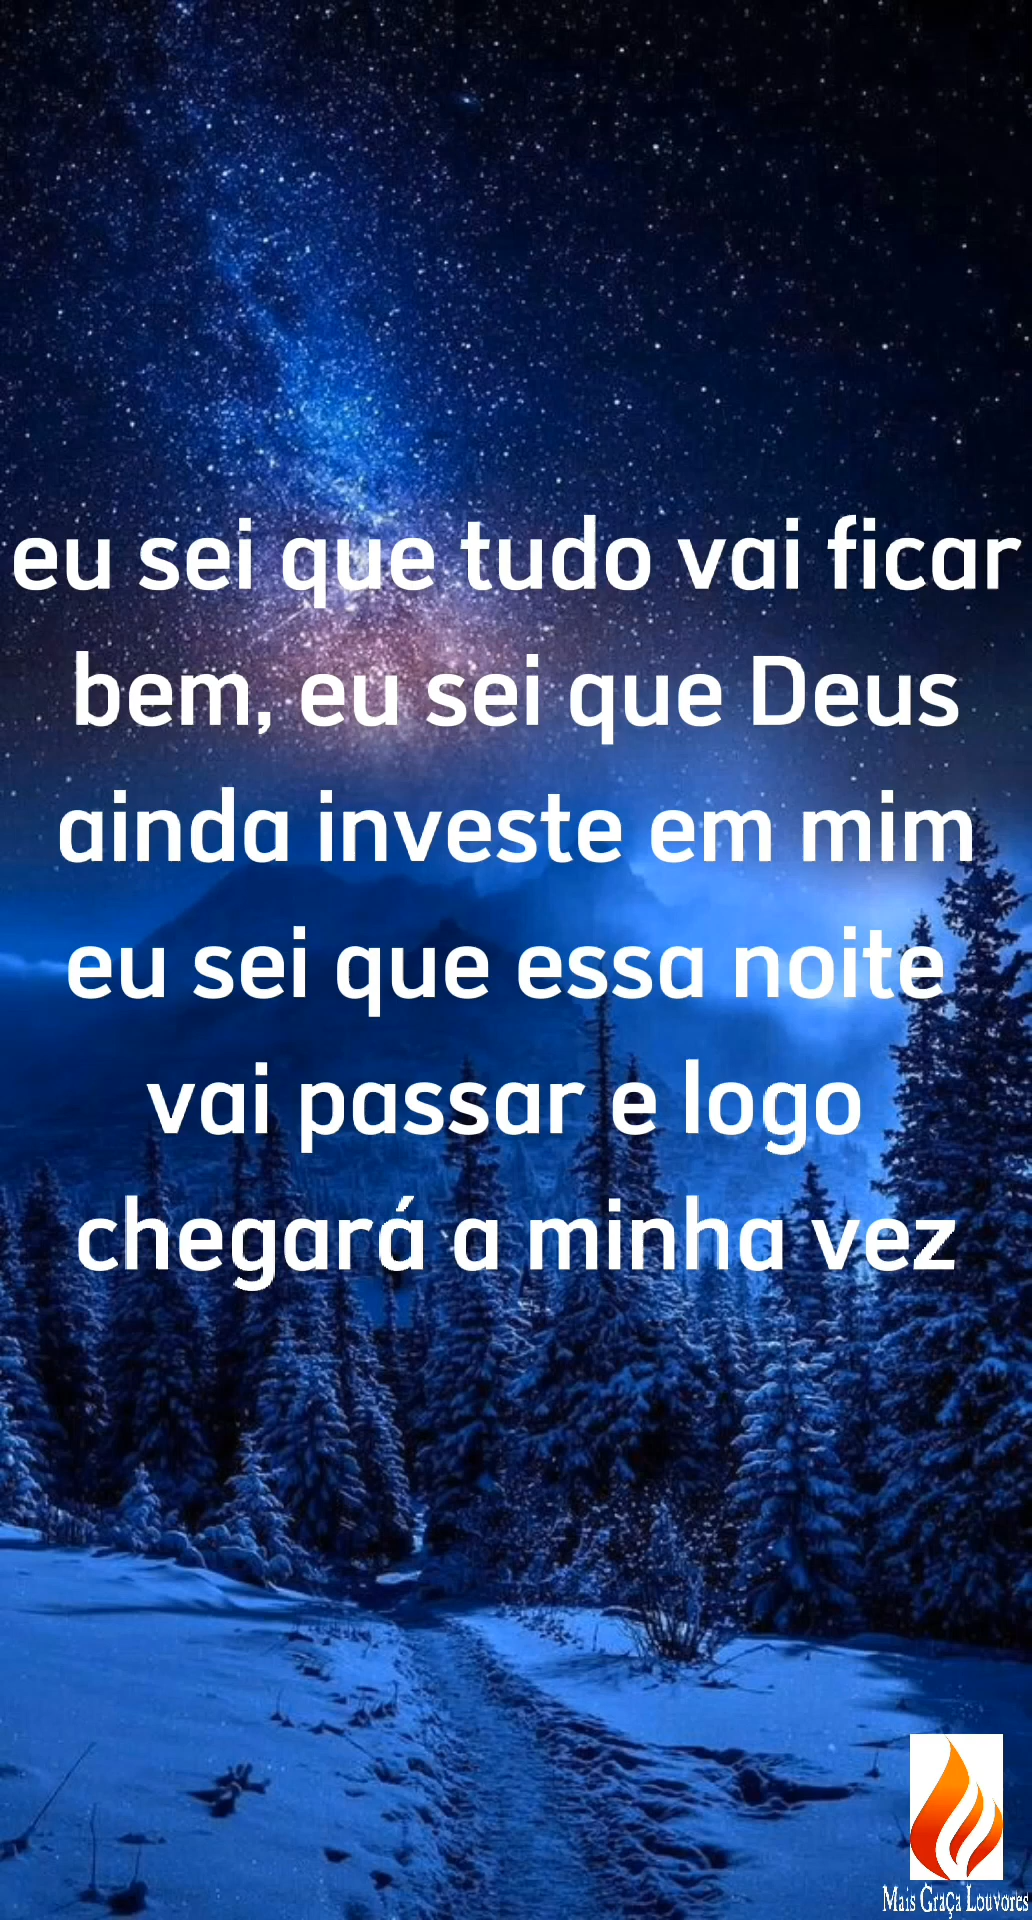 eu sei que tudo vai ficar
bem, eu sei que Deus
ainda investe em mim
eu sei que essa noite
vai passar e logo
chegará a minha vez
Mais Graça Louvores